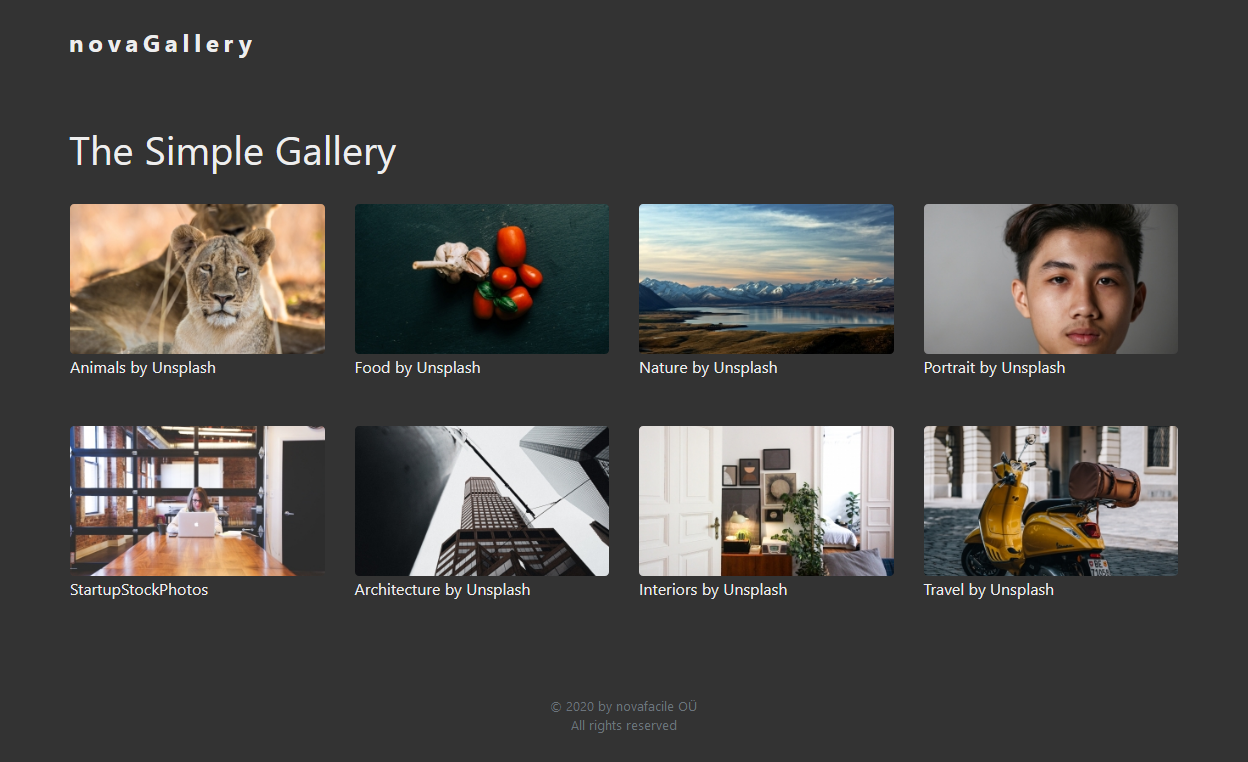 novaGallery
The Simple Gallery
Animals by Unsplash
Food by Unsplash
Nature by Unsplash
Portrait by Unsplash
StartupStockPhotos
Architecture by Unsplash
Interiors by Unsplash
Travel by Unsplash
© 2020 by novafacile OÜ
All rights reserved